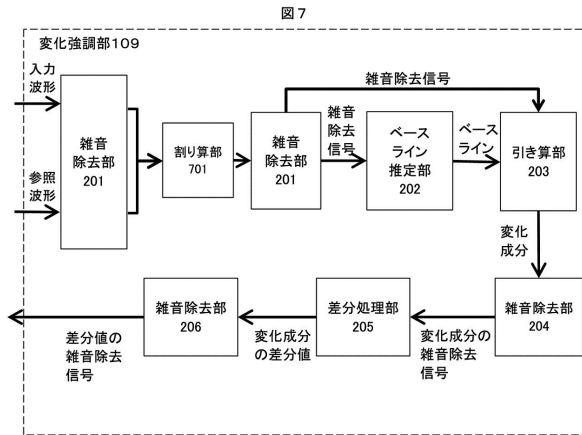 図7
変化強調部109
入力
波形
参照
波形
雑音
除去部
201
割り算部
701
雑音
除去部
201
雑音除去信号
雑音
除去
信号
ベース
ライン
推定部
202
ベース
ライン
引き算部
203
変化
成分
雑音除去部
204
変化成分の
雑音除去
信号
差分処理部
205
変化成分
の差分値
雑音除去部
206
差分値の
雑音除去
信号